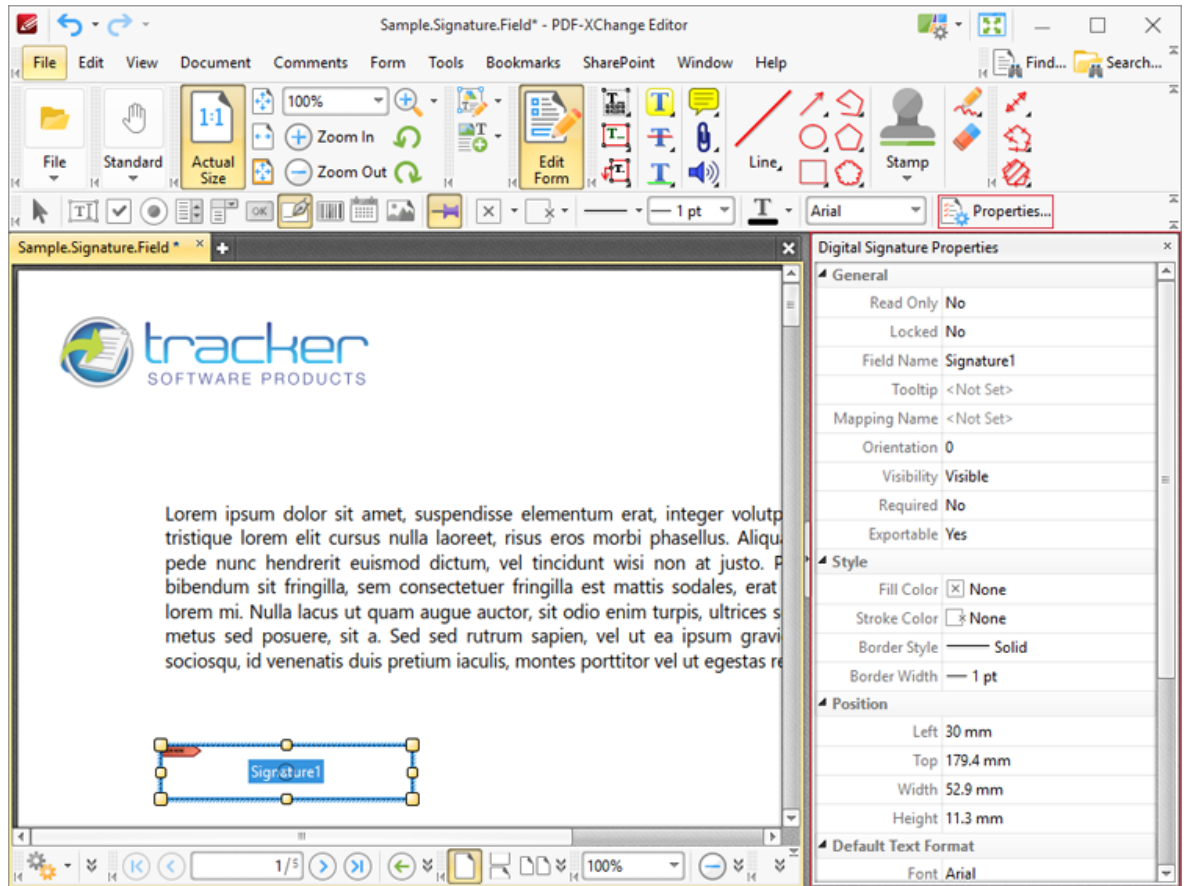 Sample.Signature.Field* - PDF-XChange Editor
File Edit View Document Comments Form Tools Bookmarks SharePoint Window Help Find... Search...
100%
1:1
Zoom In
File Standard Actual Size Zoom Out Edit Form Line, Stamp
OK 1 pt T Arial Properties...
Sample.Signature.Field *
Digital Signature Properties
General
Read Only No
Locked No
Field Name Signature1
Tooltip <Not Set>
Mapping Name <Not Set>
Orientation 0
Visibility Visible
Required No
Exportable Yes
Style
Fill Color None
Stroke Color None
Border Style Solid
Border Width 1 pt
Position
Left 30 mm
Top 179.4 mm
Width 52.9 mm
Height 11.3 mm
Default Text Format
Font Arial
tracker
SOFTWARE PRODUCTS
Lorem ipsum dolor sit amet, suspendisse elementum erat, integer volutp
tristique lorem elit cursus nulla laoreet, risus eros morbi phasellus. Aliqu
pede nunc hendrerit euismod dictum, vel tincidunt wisi non at justo. P
bibendum sit fringilla, sem consectetuer fringilla est mattis sodales, erat
lorem mi. Nulla lacus ut quam augue auctor, sit odio enim turpis, ultrices s
metus sed posuere, sit a. Sed sed rutrum sapien, vel ut ea ipsum gravi
sociosqu, id venenatis duis pretium iaculis, montes porttitor vel ut egestas re
Signature1
1/5 100%